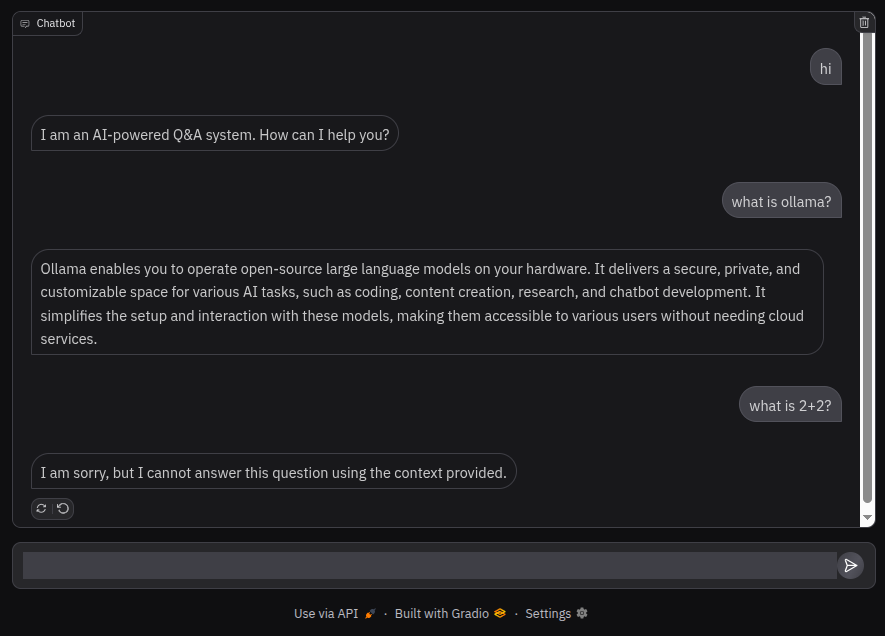 Chatbot
hi
I am an AI-powered Q&A system. How can I help you?
what is ollama?
Ollama enables you to operate open-source large language models on your hardware. It delivers a secure, private, and
customizable space for various AI tasks, such as coding, content creation, research, and chatbot development. It
simplifies the setup and interaction with these models, making them accessible to various users without needing cloud
services.
what is 2+2?
I am sorry, but I cannot answer this question using the context provided.
Use via API · Built with Gradio · Settings